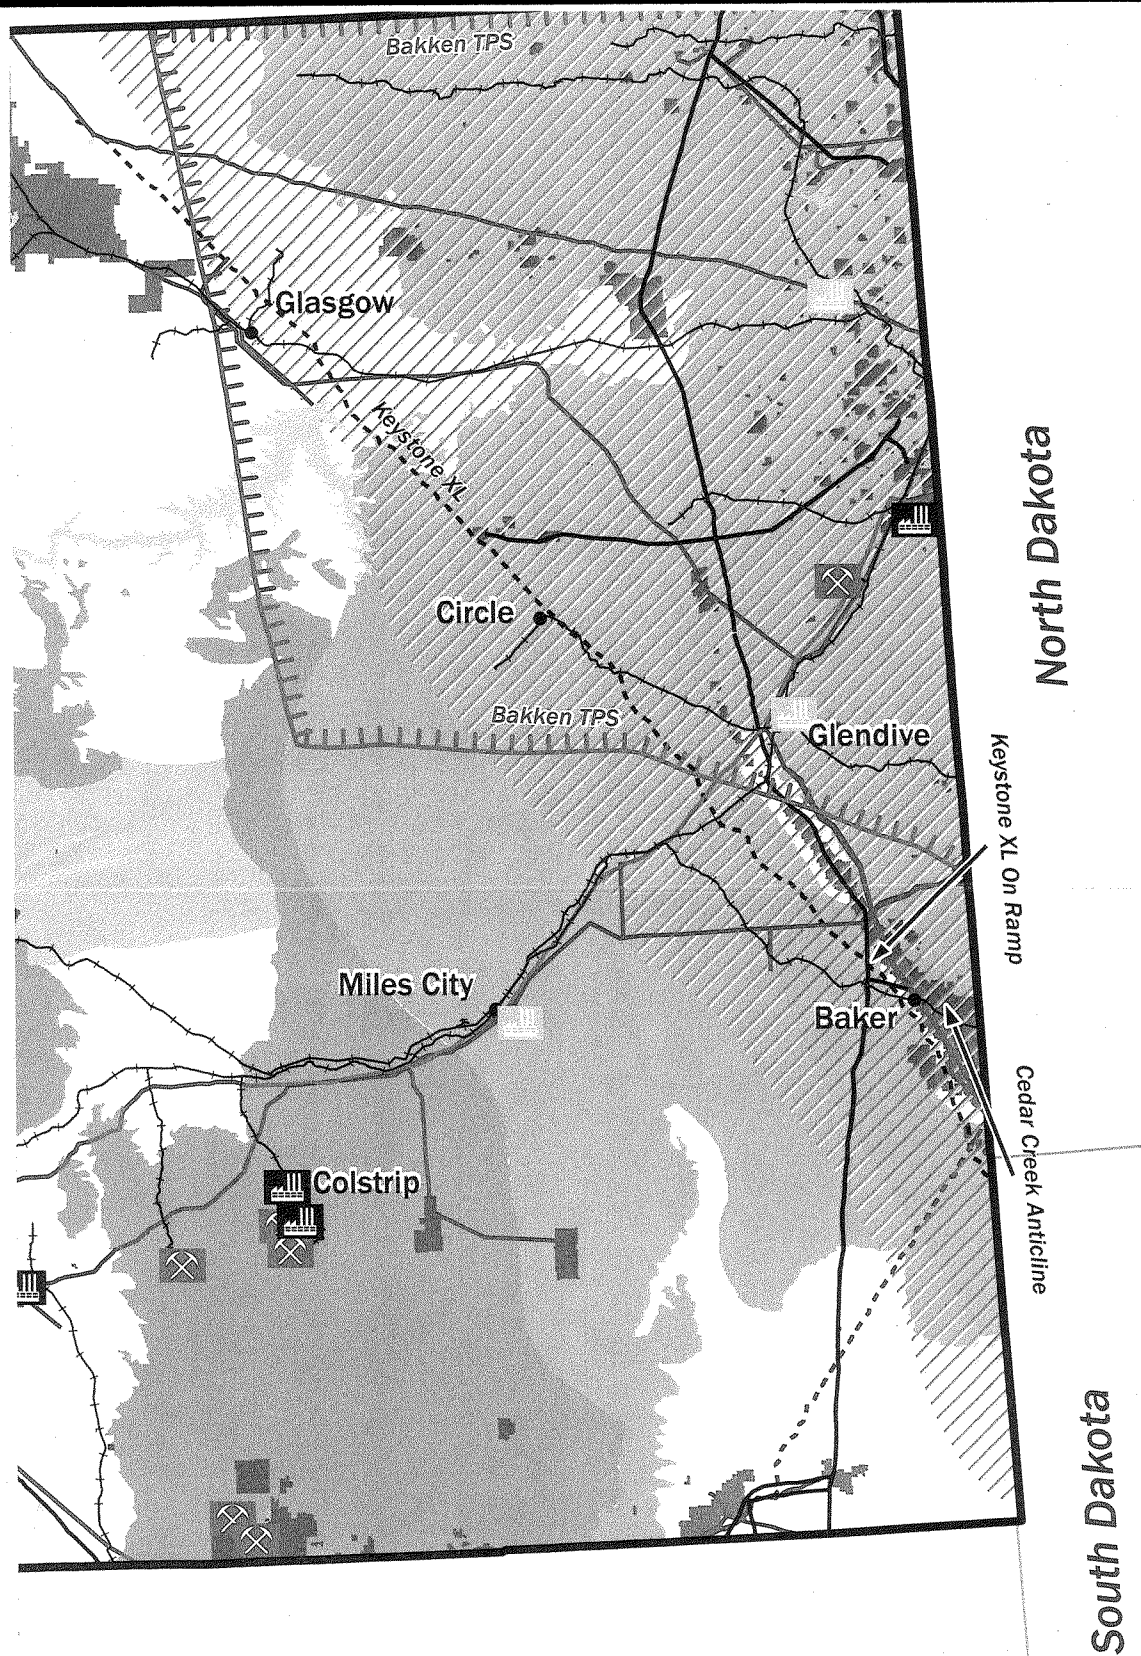 Bakken TPS
Glasgow
Keystone XL
North Dakota
Circle
Bakken TPS
Glendive
Keystone XL On Ramp
Miles City
Baker
Cedar Creek Anticline
Colstrip
South Dakota